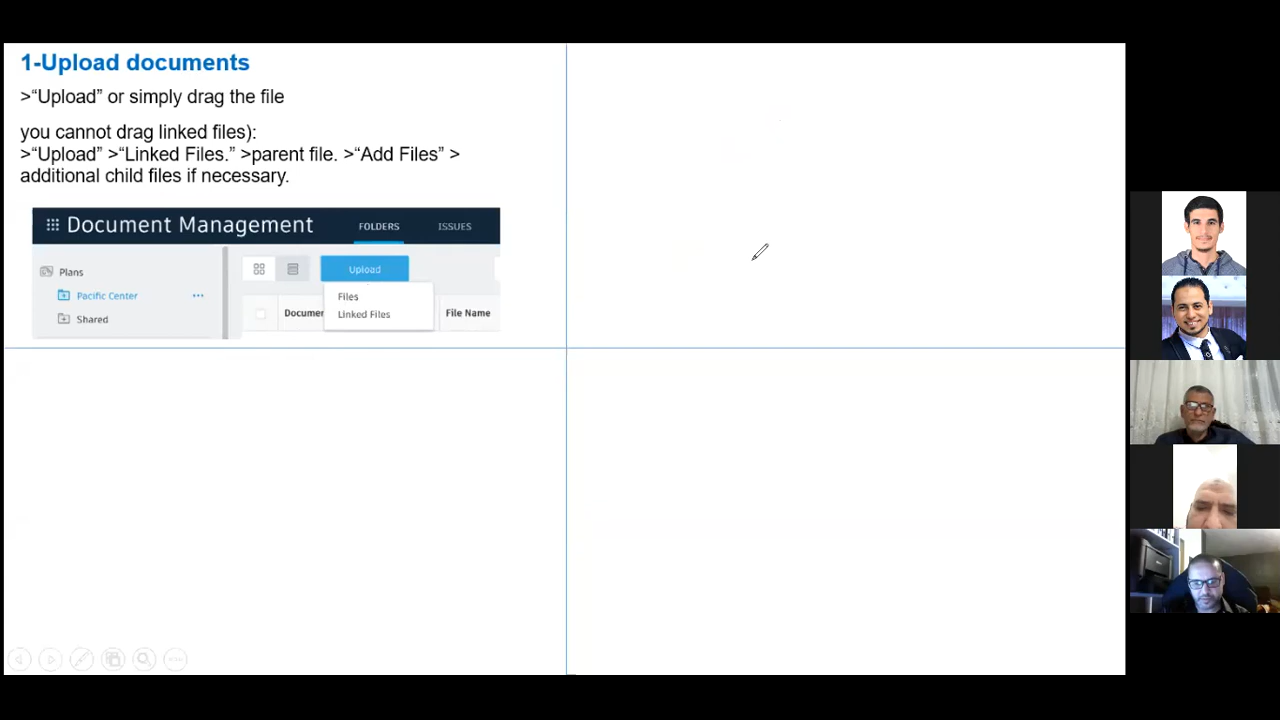 1-Upload documents
>“Upload” or simply drag the file
you cannot drag linked files):
>“Upload” >“Linked Files.” >parent file. >“Add Files” >
additional child files if necessary.
Document Management
FOLDERS
ISSUES
Plans
Upload
Pacific Center
Files
Shared
Documen
Linked Files
File Name